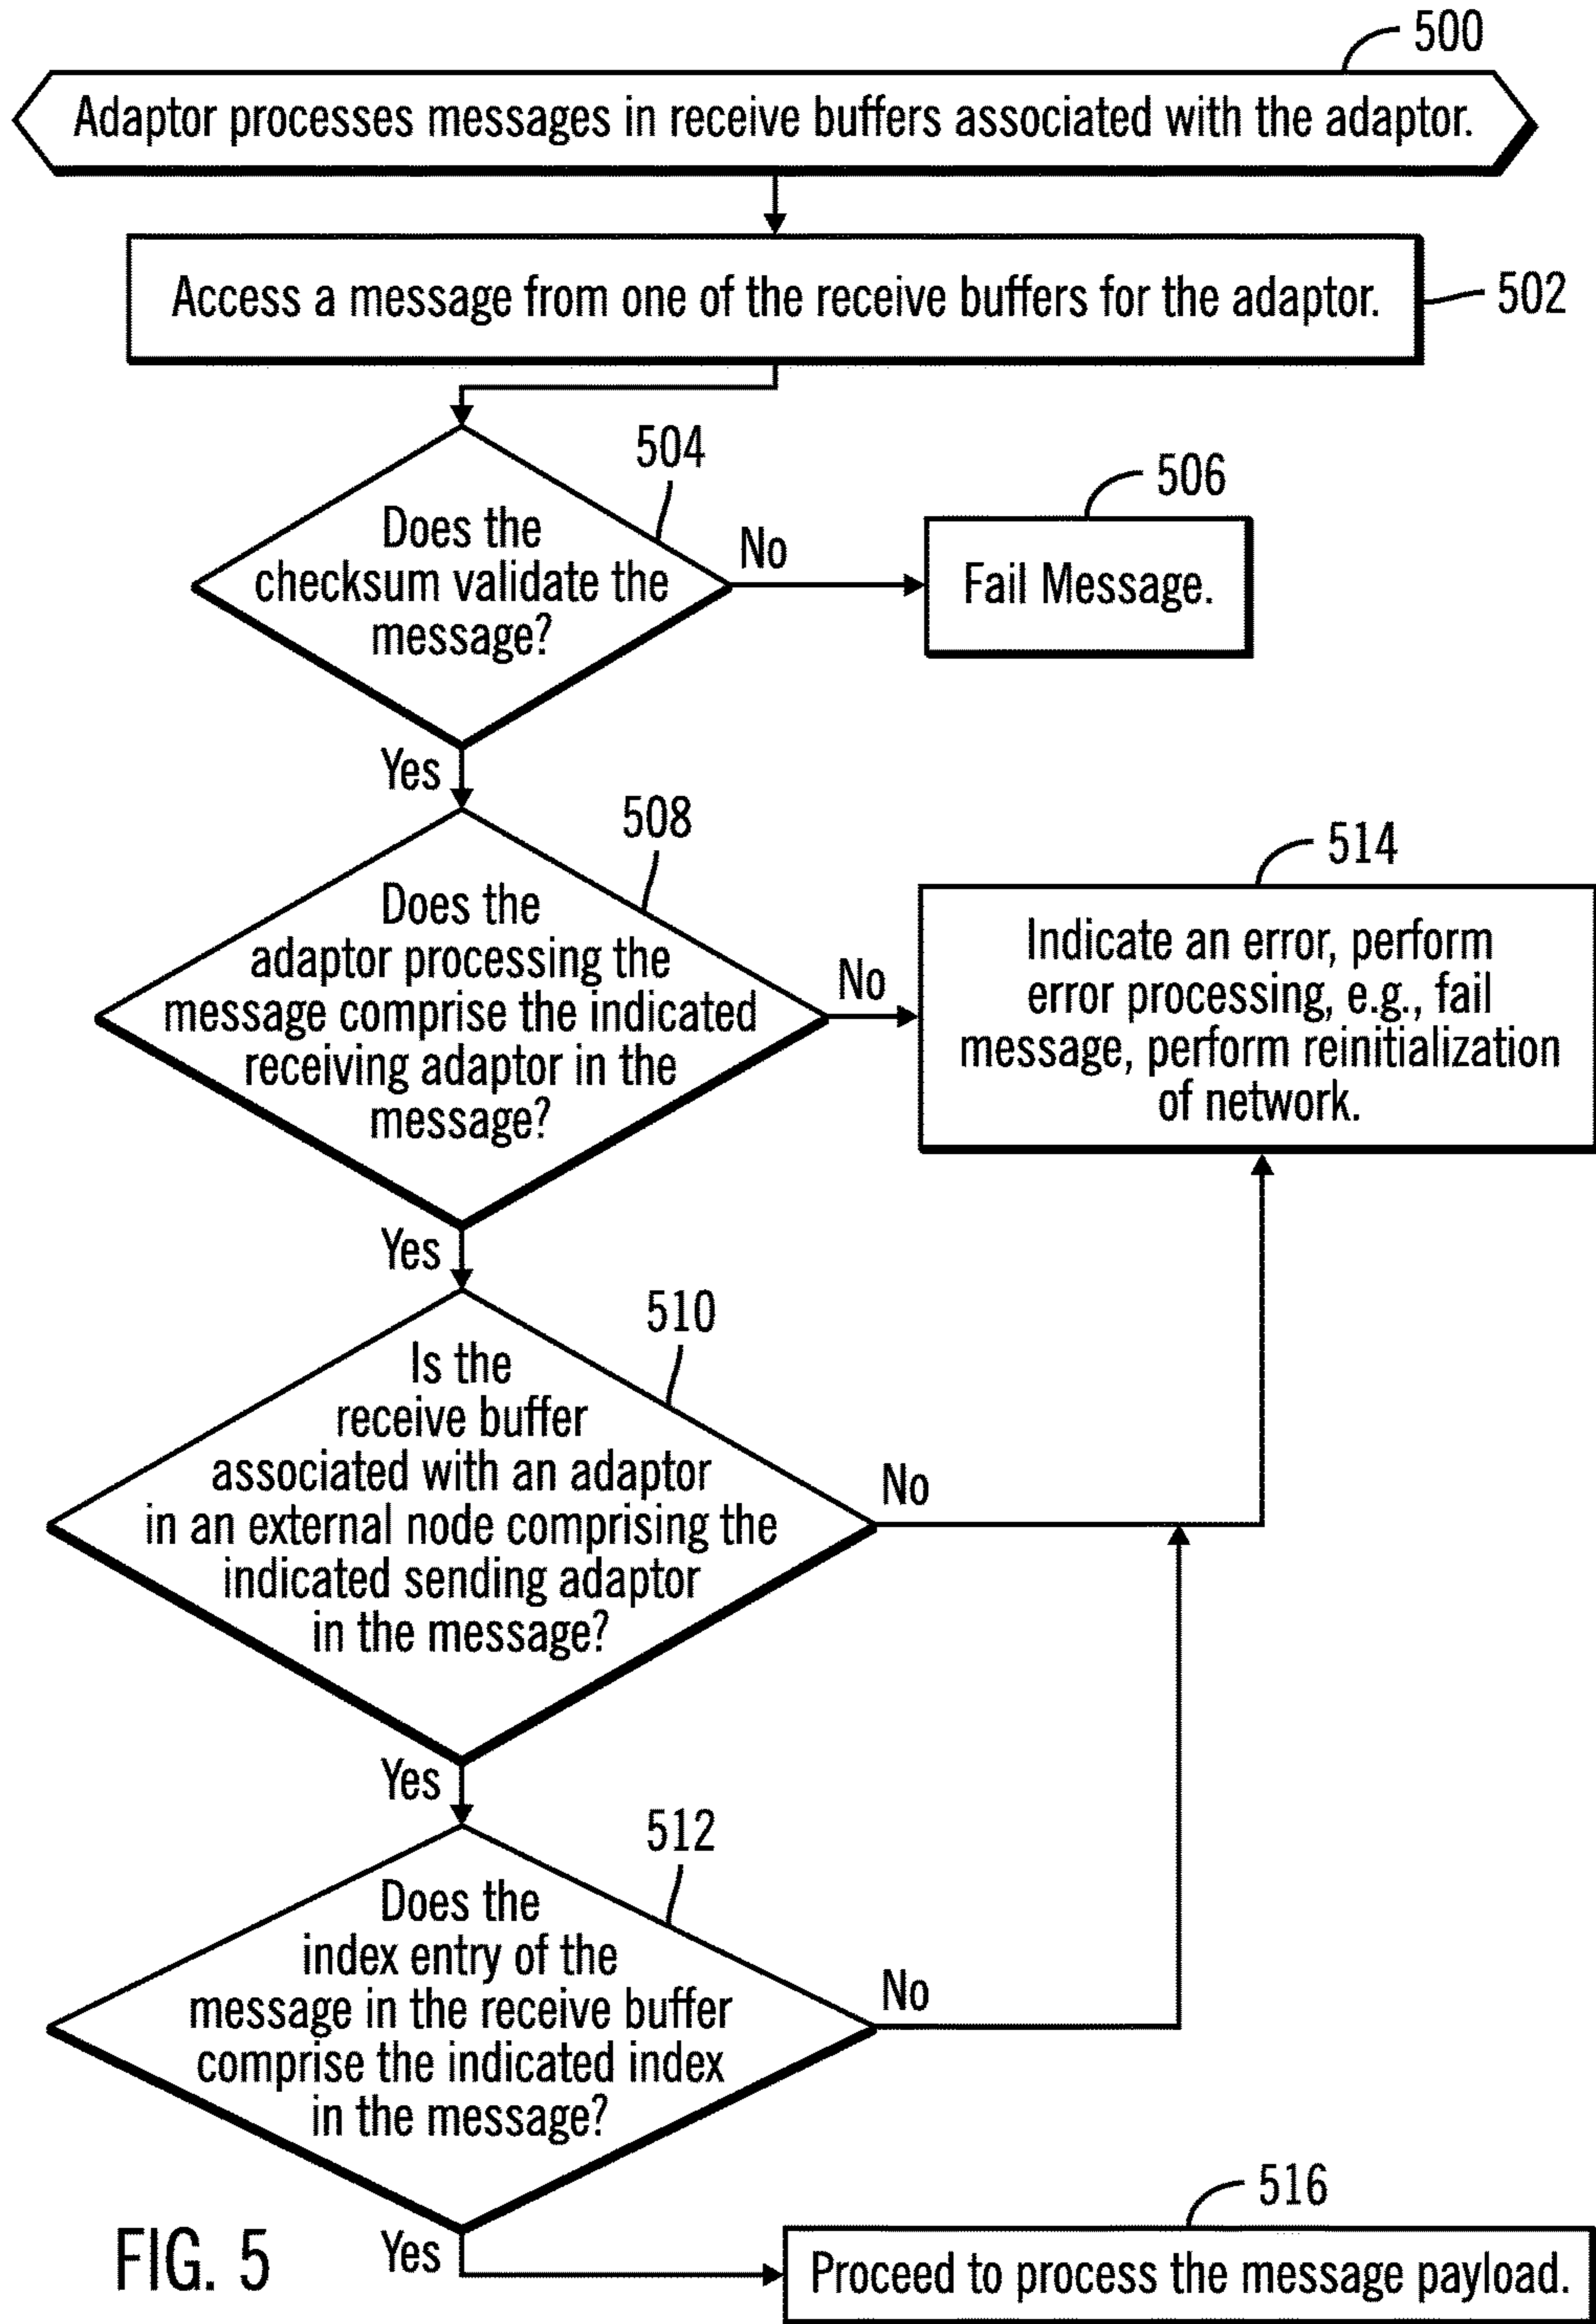 500
Adaptor processes messages in receive buffers associated with the adaptor.
Access a message from one of the receive buffers for the adaptor.
502
504
Does the
checksum validate the
message?
No
506
Fail Message.
Yes
508
Does the
adaptor processing the
message comprise the indicated
receiving adaptor in the
message?
No
514
Indicate an error, perform
error processing, e.g., fail
message, perform reinitialization
of network.
Yes
510
Is the
receive buffer
associated with an adaptor
in an external node comprising the
indicated sending adaptor
in the message?
No
Yes
512
Does the
index entry of the
message in the receive buffer
comprise the indicated index
in the message?
No
Yes
516
Proceed to process the message payload.
FIG. 5